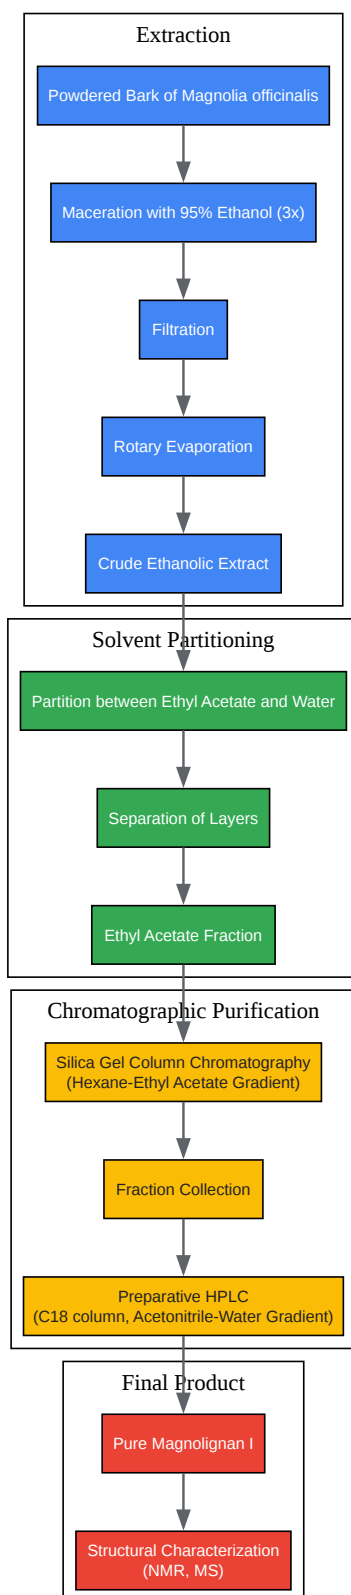 Extraction
Powdered Bark of Magnolia officinalis
Maceration with 95% Ethanol (3x)
Filtration
Rotary Evaporation
Crude Ethanolic Extract
Solvent Partitioning
Partition between Ethyl Acetate and Water
Separation of Layers
Ethyl Acetate Fraction
Chromatographic Purification
Silica Gel Column Chromatography
(Hexane-Ethyl Acetate Gradient)
Fraction Collection
Preparative HPLC
(C18 column, Acetonitrile-Water Gradient)
Final Product
Pure Magnolignan I
Structural Characterization
(NMR, MS)